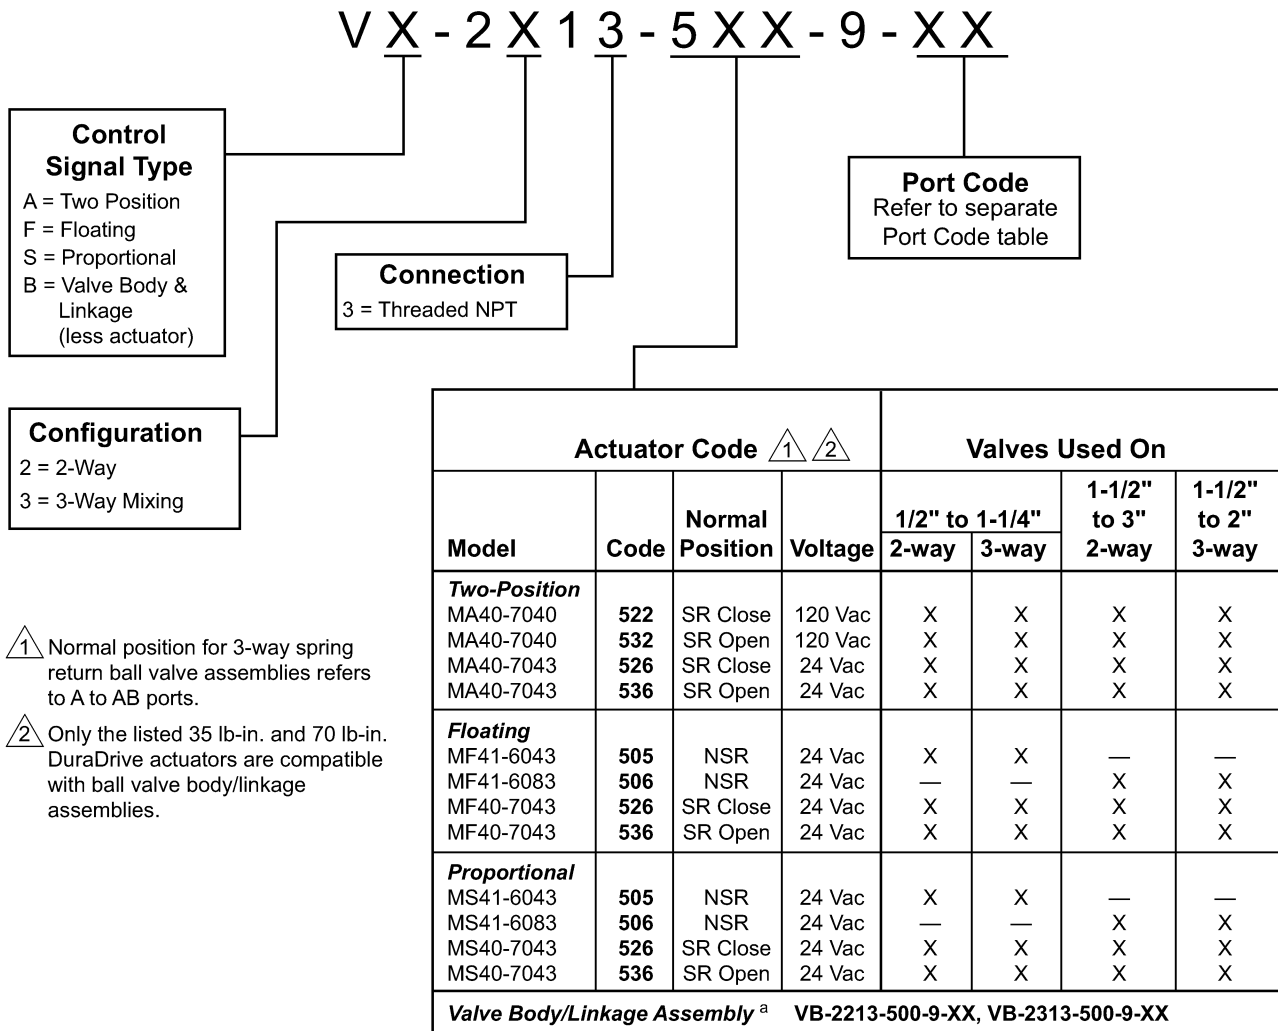 V X - 2 X 1 3 - 5 X X - 9 - X X
Control
Signal Type
A = Two Position
F = Floating
S = Proportional
B = Valve Body &
Linkage
(less actuator)
Port Code
Refer to separate
Port Code table
Connection
3 = Threaded NPT
Configuration
2 = 2-Way
3 = 3-Way Mixing
1 Normal position for 3-way spring
return ball valve assemblies refers
to A to AB ports.
2 Only the listed 35 lb-in. and 70 lb-in.
DuraDrive actuators are compatible
with ball valve body/linkage
assemblies.
Actuator Code 1 2 Valves Used On
1-1/2" 1-1/2"
Normal 1/2" to 1-1/4" to 3" to 2"
Model Code Position Voltage 2-way 3-way 2-way 3-way
Two-Position
MA40-7040 522 SR Close 120 Vac X X X X
MA40-7040 532 SR Open 120 Vac X X X X
MA40-7043 526 SR Close 24 Vac X X X X
MA40-7043 536 SR Open 24 Vac X X X X
Floating
MF41-6043 505 NSR 24 Vac X X — —
MF41-6083 506 NSR 24 Vac — — X X
MF40-7043 526 SR Close 24 Vac X X X X
MF40-7043 536 SR Open 24 Vac X X X X
Proportional
MS41-6043 505 NSR 24 Vac X X — —
MS41-6083 506 NSR 24 Vac — — X X
MS40-7043 526 SR Close 24 Vac X X X X
MS40-7043 536 SR Open 24 Vac X X X X
Valve Body/Linkage Assembly a VB-2213-500-9-XX, VB-2313-500-9-XX